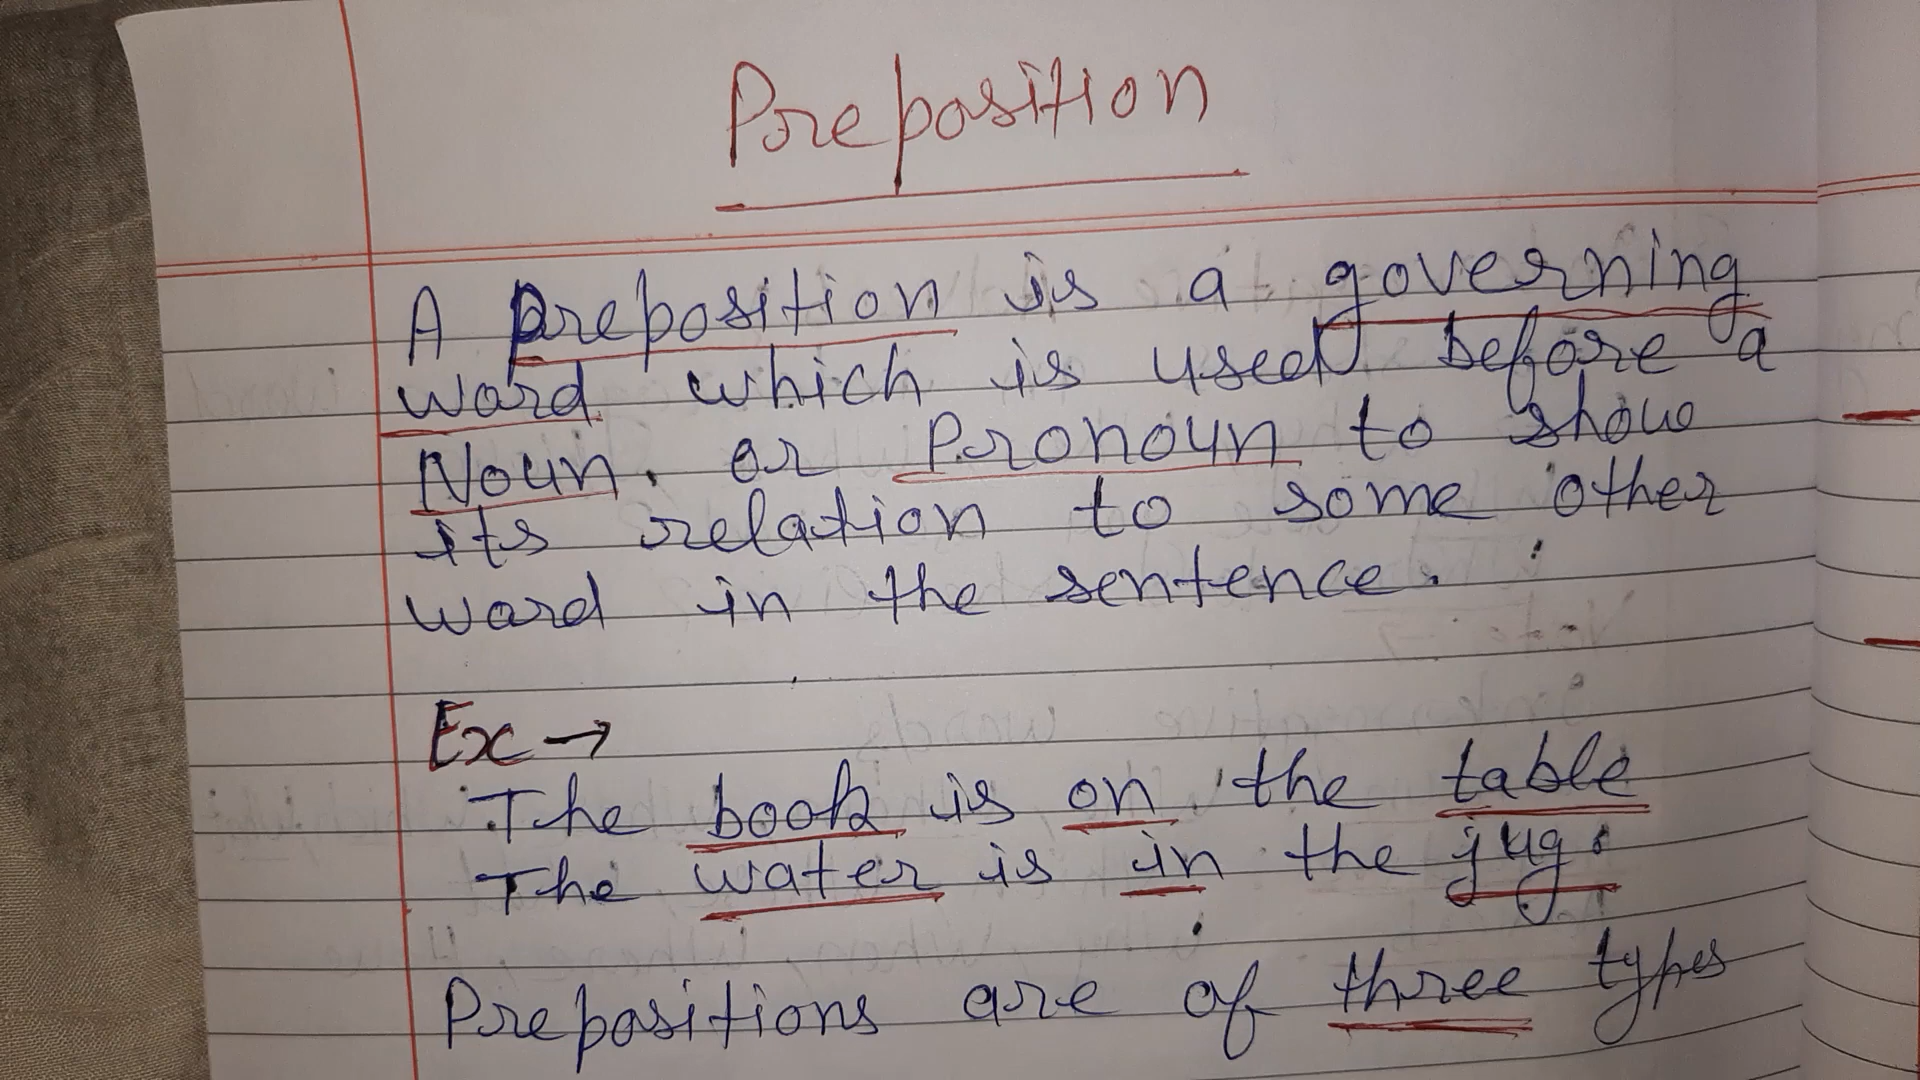 Preposition
A preposition is a governing
word which is used before a
Noun. or Pronoun to show
its relation to some other
word in the sentence.
Ex →
The book is on the table
The water is in the jug.
Prepositions are of three types